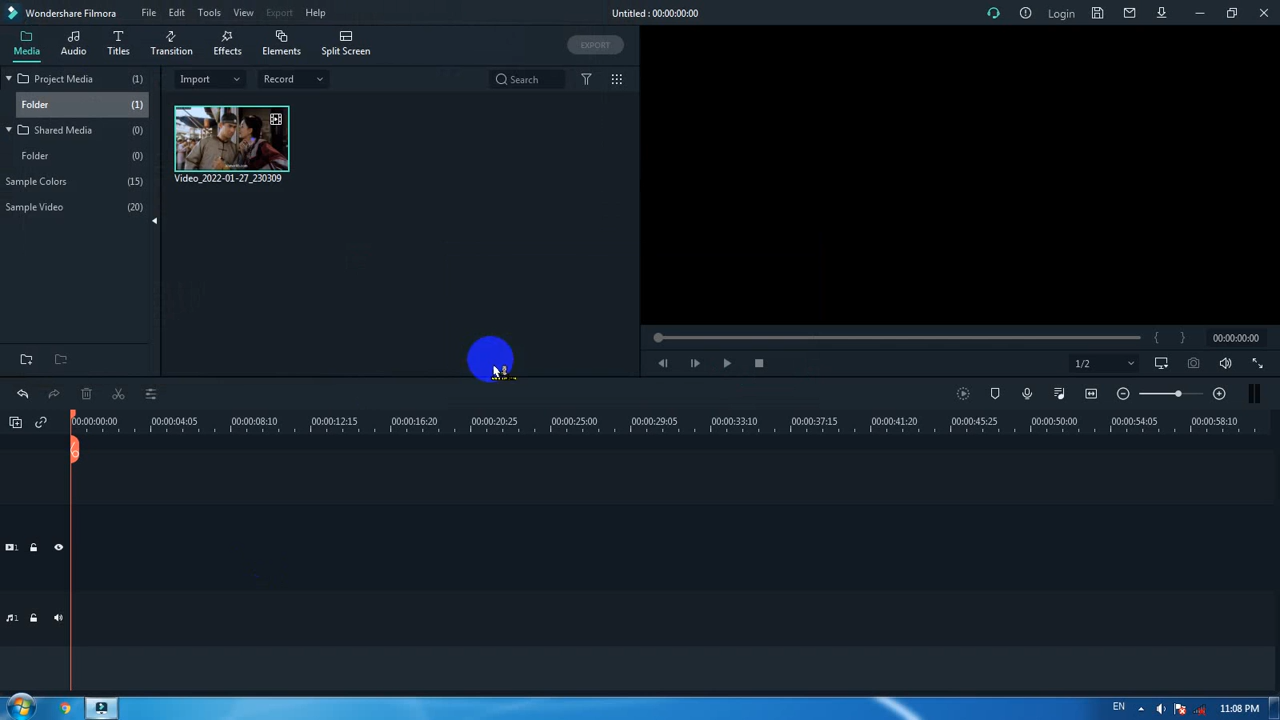 Wondershare Filmora File Edit Tools View Export Help Untitled : 00:00:00:00 Login
Media Audio Titles Transition Effects Elements Split Screen EXPORT
Project Media (1) Import Record Search
Folder (1)
Shared Media (0)
Folder (0)
Sample Colors (15)
Video_2022-01-27_230309
Sample Video (20)
00:00:00:00
1/2
00:00:00:00 00:00:04:05 00:00:08:10 00:00:12:15 00:00:16:20 00:00:20:25 00:00:25:00 00:00:29:05 00:00:33:10 00:00:37:15 00:00:41:20 00:00:45:25 00:00:50:00 00:00:54:05 00:00:58:10
1
1
EN 11:08 PM